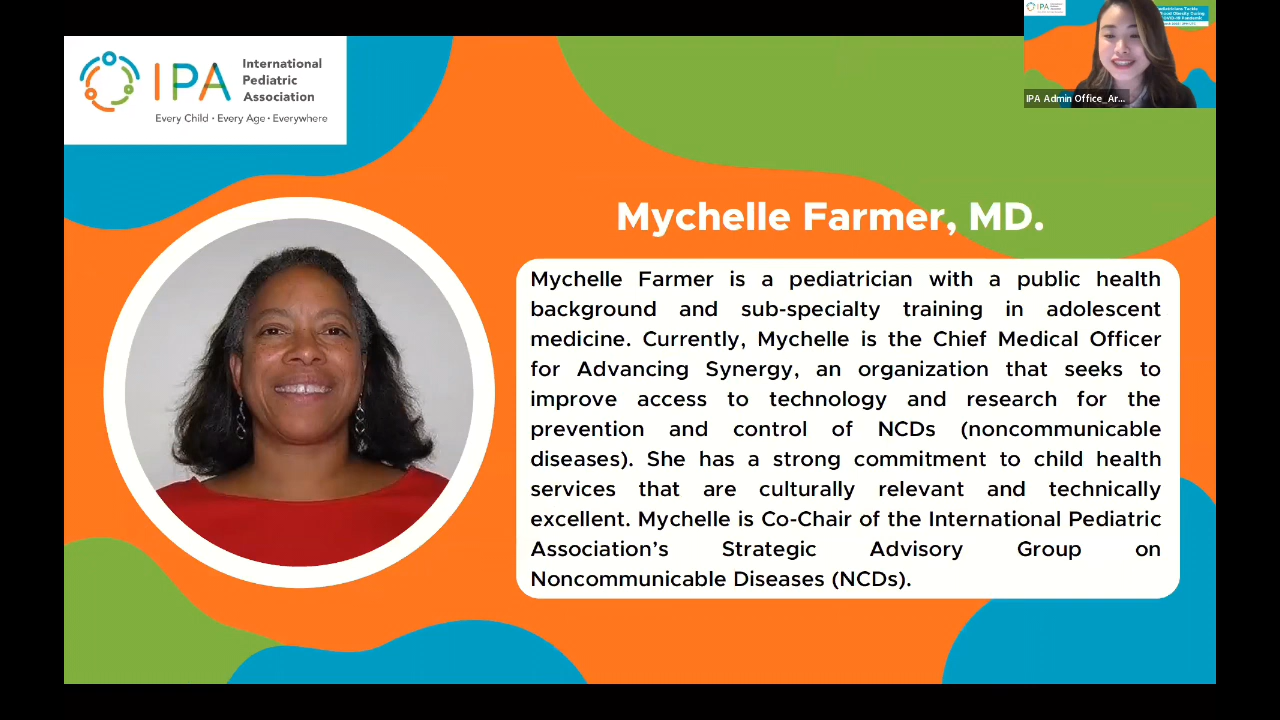 IPA
International
Pediatric
Association
Every Child • Every Age • Everywhere
IPA
IPA Admin Office_Ar...
Mychelle Farmer, MD.
Mychelle Farmer is a pediatrician with a public health
background and sub-specialty training in adolescent
medicine. Currently, Mychelle is the Chief Medical Officer
for Advancing Synergy, an organization that seeks to
improve access to technology and research for the
prevention and control of NCDs (noncommunicable
diseases). She has a strong commitment to child health
services that are culturally relevant and technically
excellent. Mychelle is Co-Chair of the International Pediatric
Association’s Strategic Advisory Group on
Noncommunicable Diseases (NCDs).